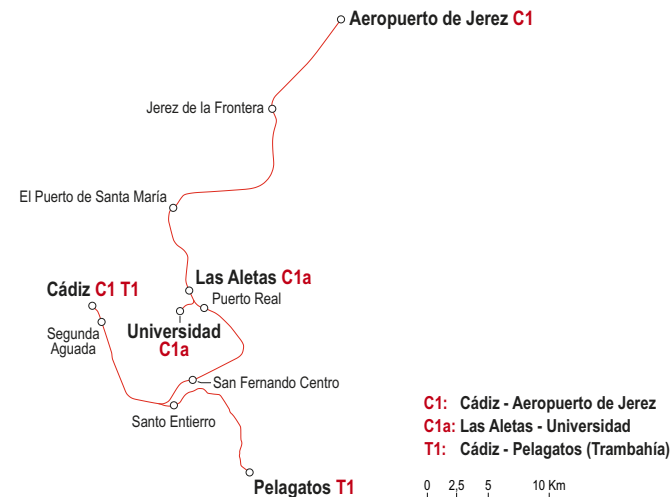 Aeropuerto de Jerez C1
Jerez de la Frontera
El Puerto de Santa María
Las Aletas C1a
Cádiz C1 T1
Puerto Real
Segunda
Aguada
Universidad
C1a
San Fernando Centro
Santo Entierro
Pelagatos T1
C1: Cádiz - Aeropuerto de Jerez
C1a: Las Aletas - Universidad
T1: Cádiz - Pelagatos (Trambahía)
0 2,5 5 10 Km